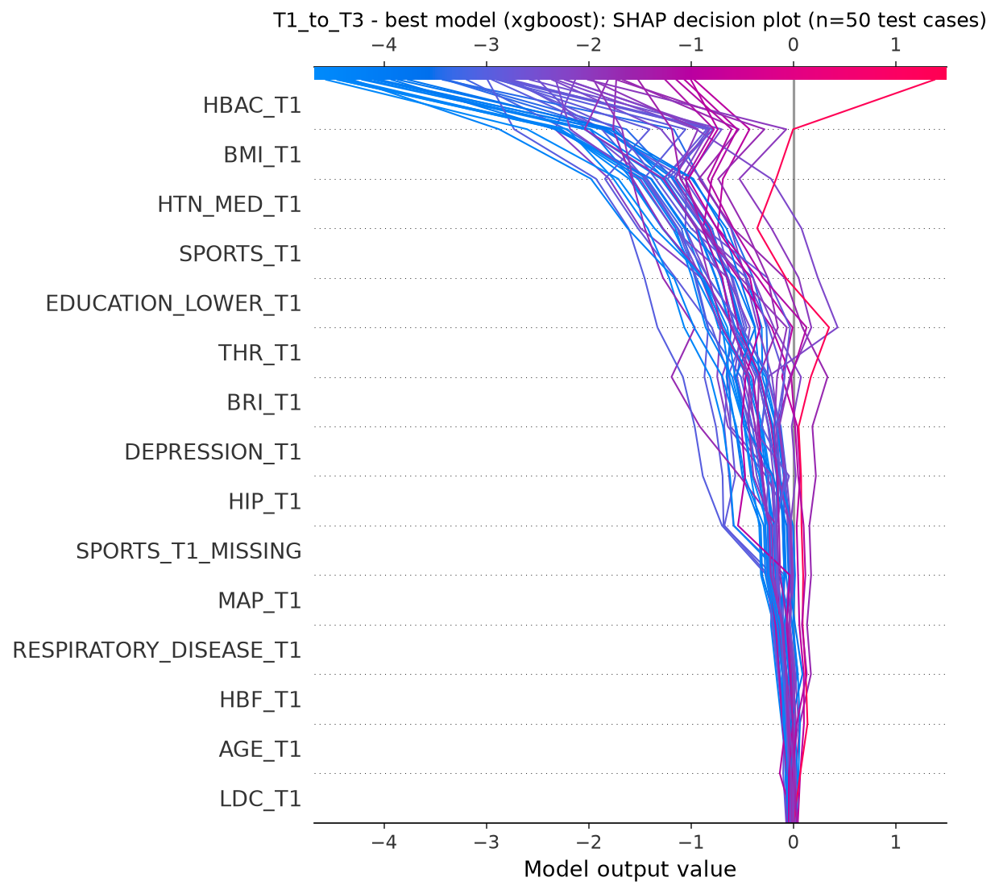 T1_to_T3 - best model (xgboost): SHAP decision plot (n=50 test cases)
−4 −3 −2 −1 0 1
HBAC_T1
BMI_T1
HTN_MED_T1
SPORTS_T1
EDUCATION_LOWER_T1
THR_T1
BRI_T1
DEPRESSION_T1
HIP_T1
SPORTS_T1_MISSING
MAP_T1
RESPIRATORY_DISEASE_T1
HBF_T1
AGE_T1
LDC_T1
−4 −3 −2 −1 0 1
Model output value